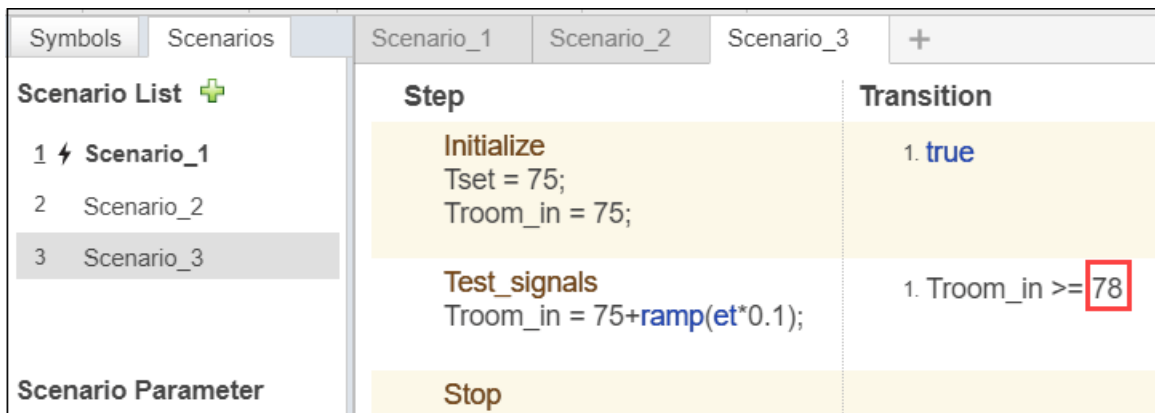 Symbols Scenarios
Scenario List
1 Scenario_1
2 Scenario_2
3 Scenario_3
Scenario Parameter
Scenario_1 Scenario_2 Scenario_3 +
Step Transition
Initialize 1. true
Tset = 75;
Troom_in = 75;
Test_signals 1. Troom_in >= 78
Troom_in = 75+ramp(et*0.1);
Stop